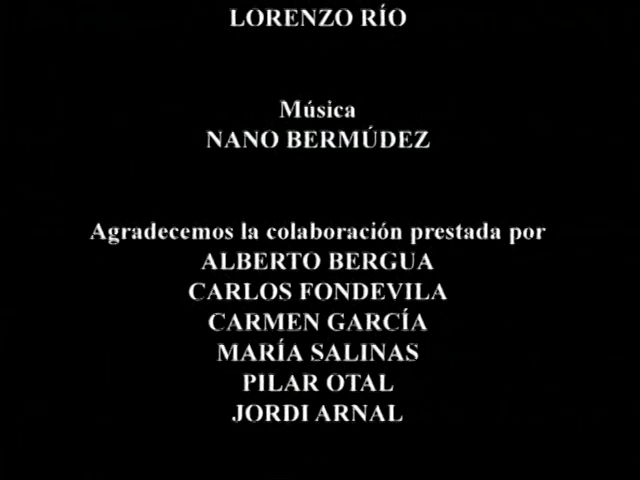 LORENZO RÍO
Música
NANO BERMÚDEZ
Agradecemos la colaboración prestada por
ALBERTO BERGUA
CARLOS FONDEVILA
CARMEN GARCÍA
MARÍA SALINAS
PILAR OTAL
JORDI ARNAL